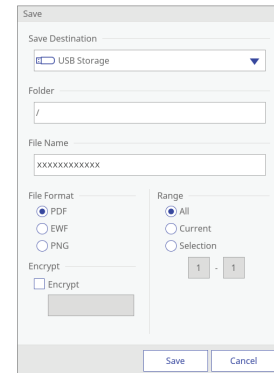 Save
Save Destination
USB Storage
Folder
/
File Name
xxxxxxxxxxxx
File Format
PDF
EWF
PNG
Encrypt
Encrypt
Range
All
Current
Selection
1 - 1
Save Cancel